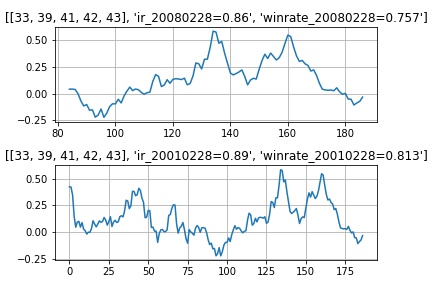 [[33, 39, 41, 42, 43], 'ir_20080228=0.86', 'winrate_20080228=0.757']
0.50
0.25
0.00
−0.25
80 100 120 140 160 180
[[33, 39, 41, 42, 43], 'ir_20010228=0.89', 'winrate_20010228=0.813']
0.50
0.25
0.00
−0.25
0 25 50 75 100 125 150 175